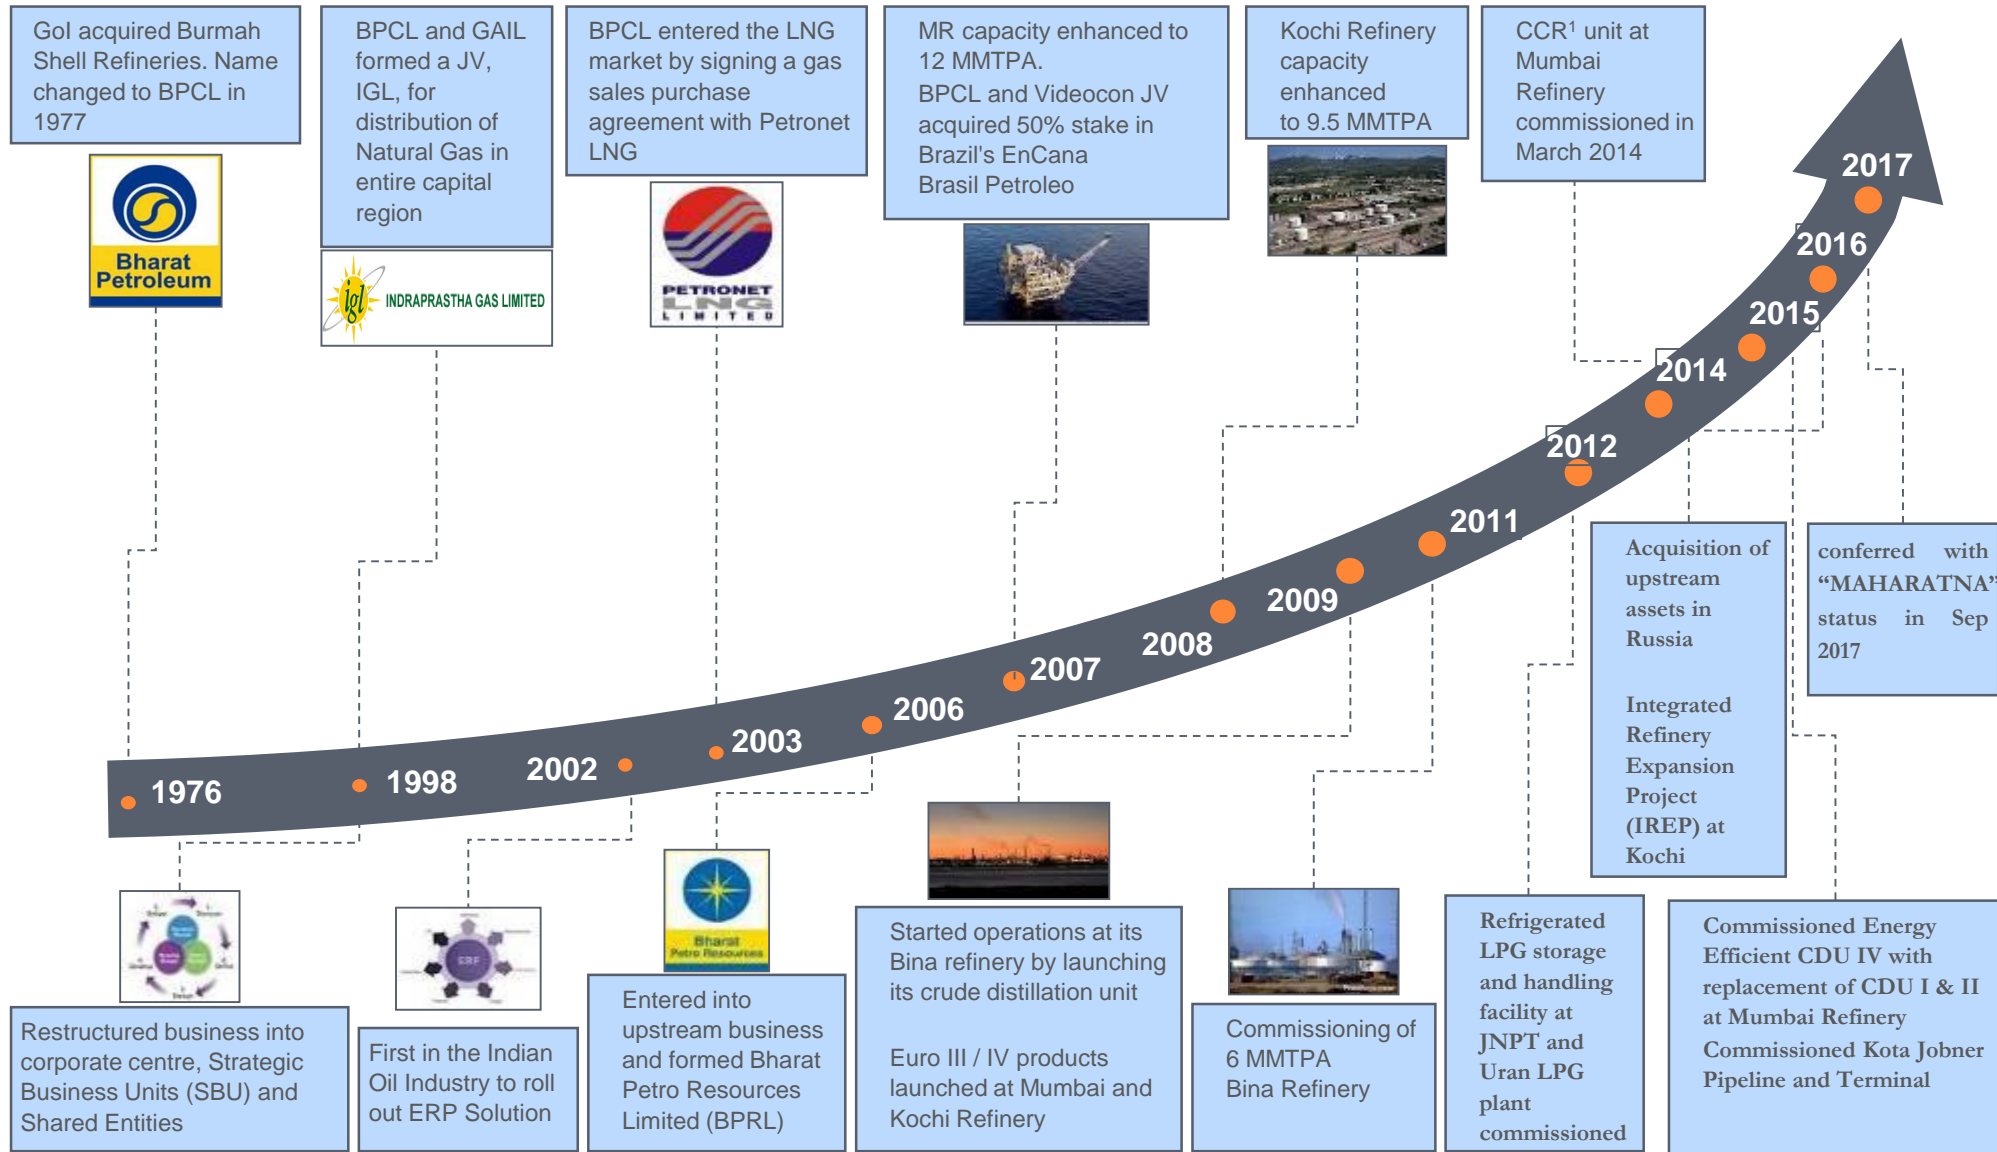 GoI acquired Burmah
Shell Refineries. Name
changed to BPCL in
1977
BPCL and GAIL
formed a JV,
IGL, for
distribution of
Natural Gas in
entire capital
region
BPCL entered the LNG
market by signing a gas
sales purchase
agreement with Petronet
LNG
MR capacity enhanced to
12 MMTPA.
BPCL and Videocon JV
acquired 50% stake in
Brazil's EnCana
Brasil Petroleo
Kochi Refinery
capacity
enhanced
to 9.5 MMTPA
CCR¹ unit at
Mumbai
Refinery
commissioned in
March 2014
Bharat
Petroleum
igl INDRAPRASTHA GAS LIMITED
PETRONET
LNG
LIMITED
2017
2016
2015
2014
2012
2011
2009
2008
2007
2006
2003
2002
1998
1976
Acquisition of
upstream
assets in
Russia
Integrated
Refinery
Expansion
Project
(IREP) at
Kochi
conferred with
“MAHARATNA”
status in Sep
2017
ERP
Bharat
Petro Resources
Restructured business into
corporate centre, Strategic
Business Units (SBU) and
Shared Entities
First in the Indian
Oil Industry to roll
out ERP Solution
Entered into
upstream business
and formed Bharat
Petro Resources
Limited (BPRL)
Started operations at its
Bina refinery by launching
its crude distillation unit
Euro III / IV products
launched at Mumbai and
Kochi Refinery
Commissioning of
6 MMTPA
Bina Refinery
Refrigerated
LPG storage
and handling
facility at
JNPT and
Uran LPG
plant
commissioned
Commissioned Energy
Efficient CDU IV with
replacement of CDU I & II
at Mumbai Refinery
Commissioned Kota Jobner
Pipeline and Terminal